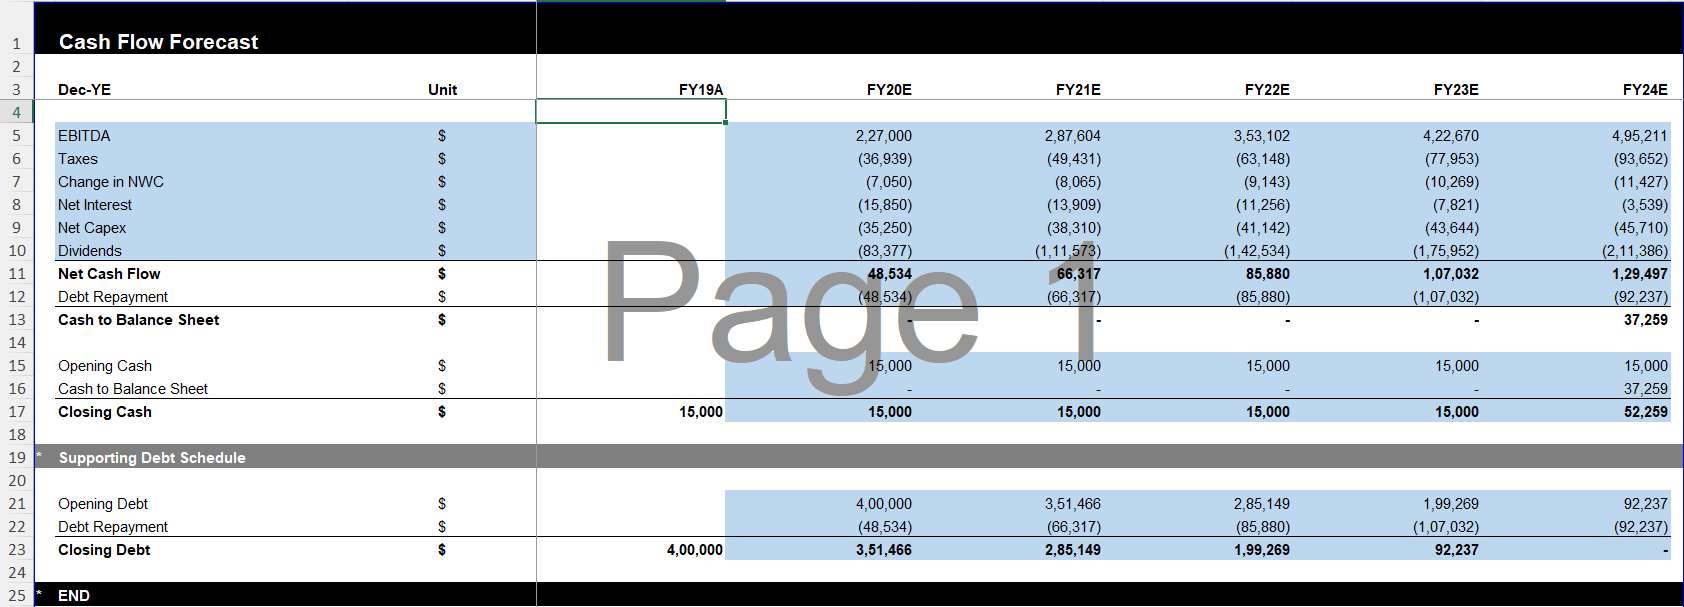 1 Cash Flow Forecast
2
3 Dec-YE Unit FY19A FY20E FY21E FY22E FY23E FY24E
4
5 EBITDA $ 2,27,000 2,87,604 3,53,102 4,22,670 4,95,211
6 Taxes $ (36,939) (49,431) (63,148) (77,953) (93,652)
7 Change in NWC $ (7,050) (8,065) (9,143) (10,269) (11,427)
8 Net Interest $ (15,850) (13,909) (11,256) (7,821) (3,539)
9 Net Capex $ (35,250) (38,310) (41,142) (43,644) (45,710)
10 Dividends $ (83,377) (1,11,573) (1,42,534) (1,75,952) (2,11,386)
11 Net Cash Flow $ 48,534 66,317 85,880 1,07,032 1,29,497
12 Debt Repayment $ (48,534) (66,317) (85,880) (1,07,032) (92,237)
13 Cash to Balance Sheet $ - - - - 37,259
Page 1
14
15 Opening Cash $ 15,000 15,000 15,000 15,000 15,000
16 Cash to Balance Sheet $ - - - - 37,259
17 Closing Cash $ 15,000 15,000 15,000 15,000 15,000 52,259
18
19 * Supporting Debt Schedule
20
21 Opening Debt $ 4,00,000 3,51,466 2,85,149 1,99,269 92,237
22 Debt Repayment $ (48,534) (66,317) (85,880) (1,07,032) (92,237)
23 Closing Debt $ 4,00,000 3,51,466 2,85,149 1,99,269 92,237 -
24
25 * END